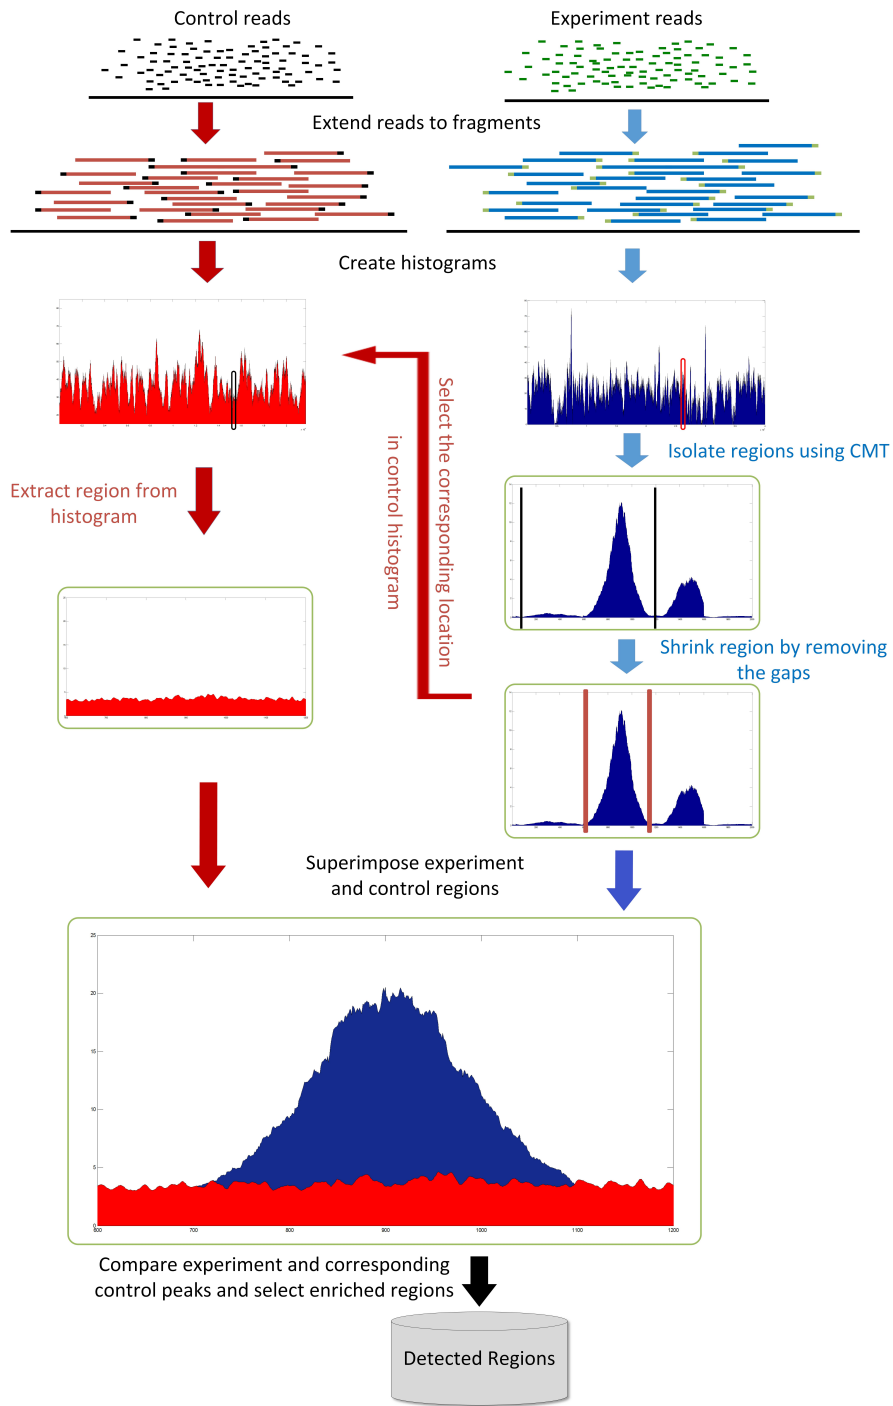 Control reads
Experiment reads
Extend reads to fragments
Create histograms
Isolate regions using CMT
Select the corresponding location
in control histogram
Extract region from
histogram
Shrink region by removing
the gaps
Superimpose experiment
and control regions
25
20
15
10
5
0
600
700
800
900
1000
1100
1200
Compare experiment and corresponding
control peaks and select enriched regions
Detected Regions